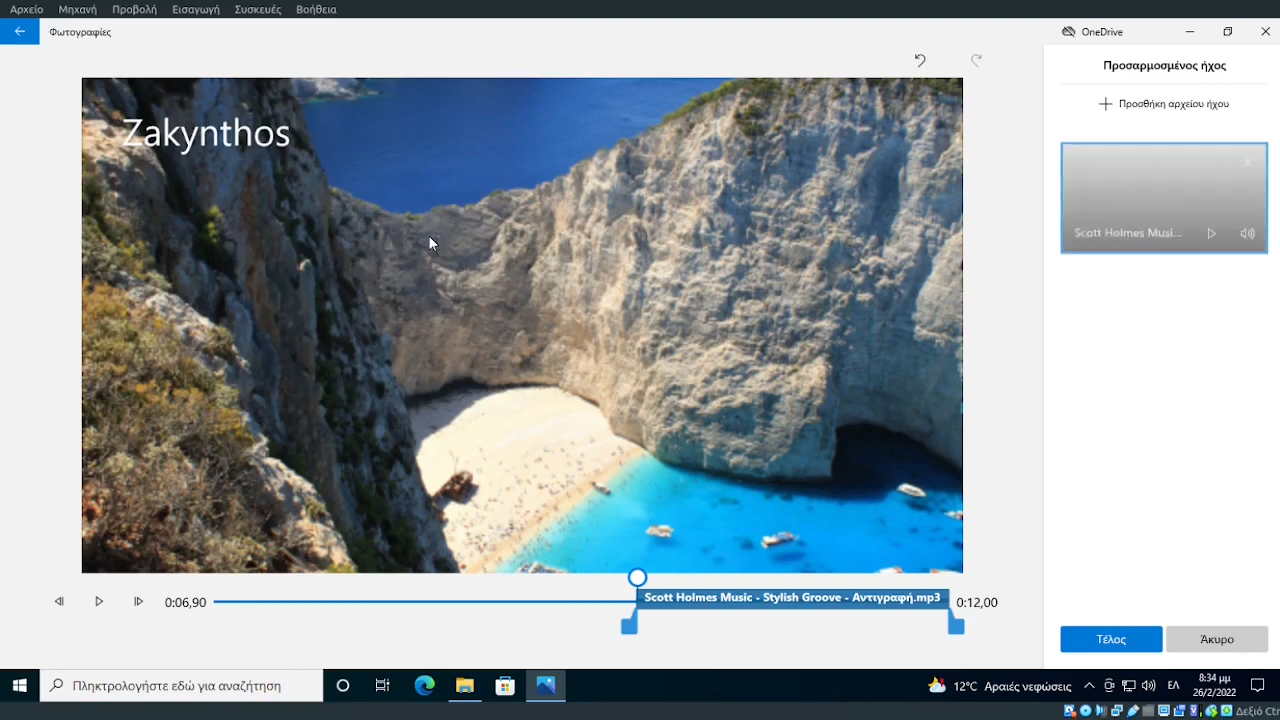 Αρχείο Μηχανή Προβολή Εισαγωγή Συσκευές Βοήθεια
Φωτογραφίες
OneDrive
Προσαρμοσμένος ήχος
Προσθήκη αρχείου ήχου
Zakynthos
Scott Holmes Musi...
0:06,90
Scott Holmes Music - Stylish Groove - Αντιγραφή.mp3
0:12,00
Τέλος
Άκυρο
Πληκτρολογήστε εδώ για αναζήτηση
12°C Αραιές νεφώσεις
ΕΛ
8:34 μμ
26/2/2022
Δεξιό Ctr